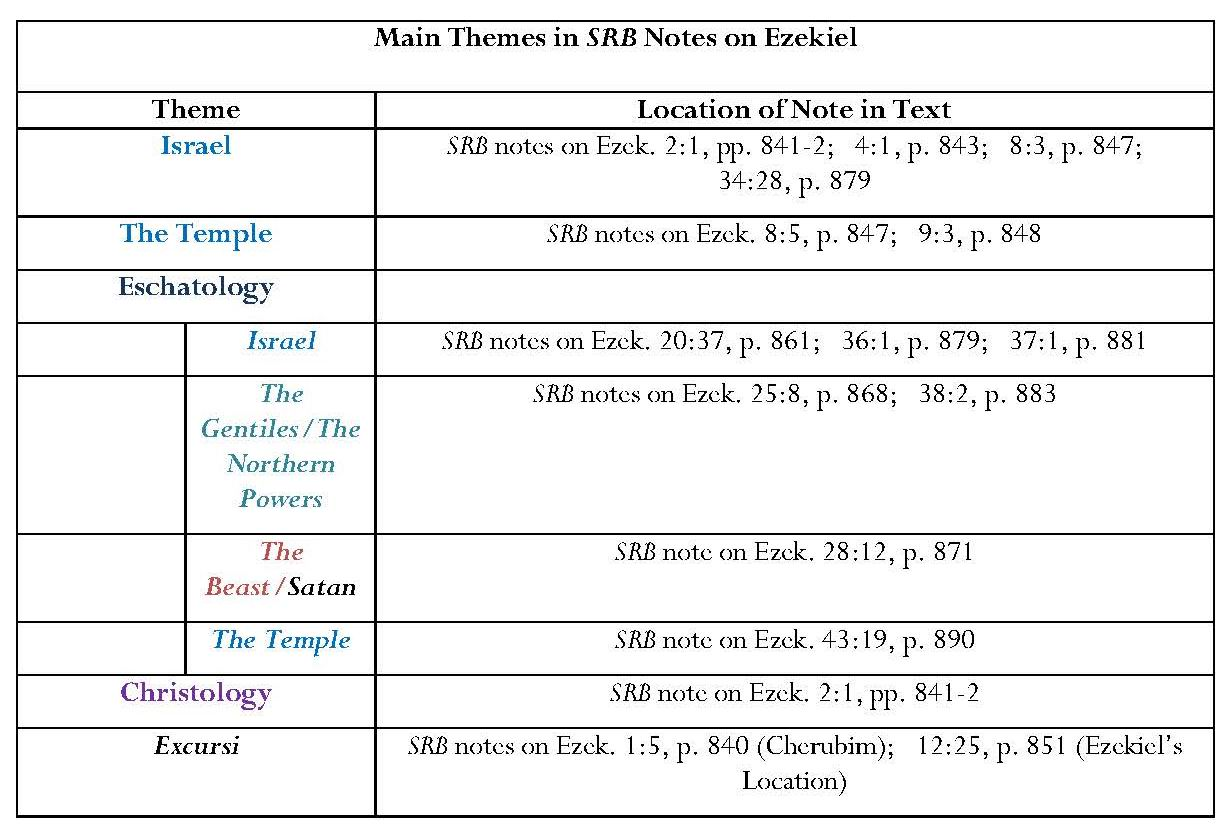 Main Themes in SRB Notes on Ezekiel
Theme
Location of Note in Text
Israel
SRB notes on Ezek. 2:1, pp. 841-2; 4:1, p. 843; 8:3, p. 847;
34:28, p. 879
The Temple
SRB notes on Ezek. 8:5, p. 847; 9:3, p. 848
Eschatology
Israel
SRB notes on Ezek. 20:37, p. 861; 36:1, p. 879; 37:1, p. 881
The
Gentiles/The
Northern
Powers
SRB notes on Ezek. 25:8, p. 868; 38:2, p. 883
The
Beast/Satan
SRB note on Ezek. 28:12, p. 871
The Temple
SRB note on Ezek. 43:19, p. 890
Christology
SRB note on Ezek. 2:1, pp. 841-2
Excursi
SRB notes on Ezek. 1:5, p. 840 (Cherubim); 12:25, p. 851 (Ezekiel's
Location)